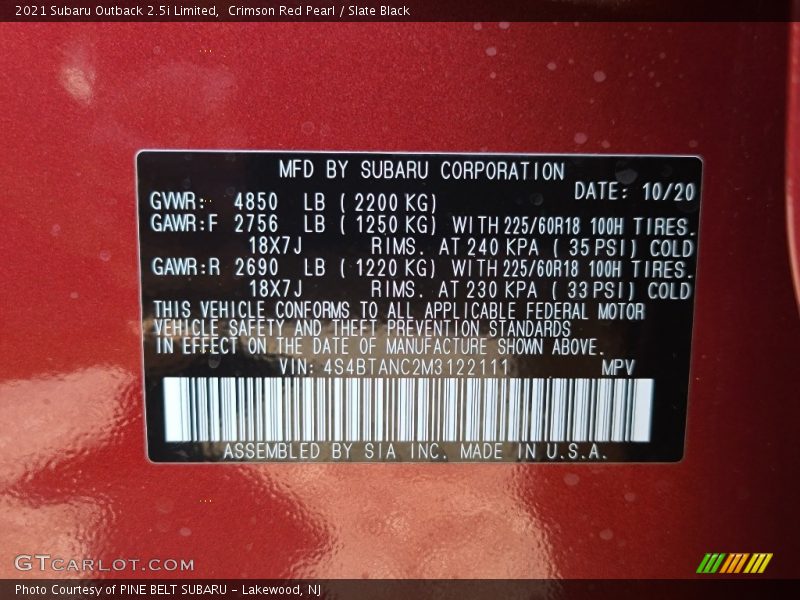 2021 Subaru Outback 2.5i Limited,  Crimson Red Pearl / Slate Black
MFD BY SUBARU CORPORATION
DATE: 10/20
GVWR: 4850 LB ( 2200 KG)
GAWR:F 2756 LB ( 1250 KG) WITH 225/60R18 100H TIRES.
18X7J RIMS. AT 240 KPA ( 35 PSI) COLD
GAWR:R 2690 LB ( 1220 KG) WITH 225/60R18 100H TIRES.
18X7J RIMS. AT 230 KPA ( 33 PSI) COLD
THIS VEHICLE CONFORMS TO ALL APPLICABLE FEDERAL MOTOR
VEHICLE SAFETY AND THEFT PREVENTION STANDARDS
IN EFFECT ON THE DATE OF MANUFACTURE SHOWN ABOVE.
VIN: 4S4BTANC2M3122111 MPV
ASSEMBLED BY SIA INC. MADE IN U.S.A.
GTCARLOT.COM
Photo Courtesy of PINE BELT SUBARU - Lakewood, NJ